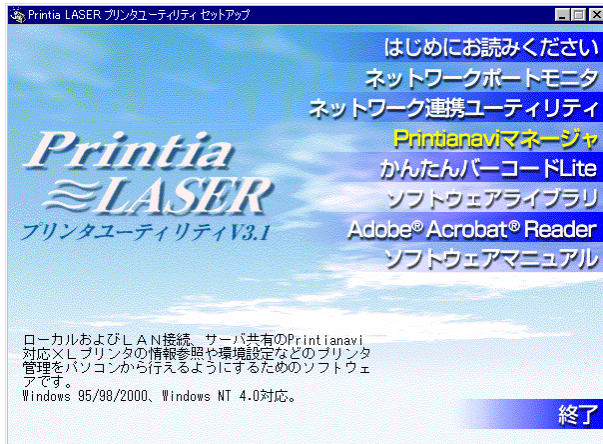 Printia LASER プリンタユーティリティ セットアップ
はじめにお読みください
ネットワークポートモニタ
ネットワーク連携ユーティリティ
Printianaviマネージャ
かんたんバーコードLite
ソフトウェアライブラリ
Adobe® Acrobat® Reader
ソフトウェアマニュアル
Printia
LASER
プリンタユーティリティV3.1
ローカルおよびLAN接続、サーバ共有のPrintianavi
対応XLプリンタの情報参照や環境設定などのプリンタ
管理をパソコンから行えるようにするためのソフトウェ
アです。
Windows 95/98/2000、Windows NT 4.0対応。
終了